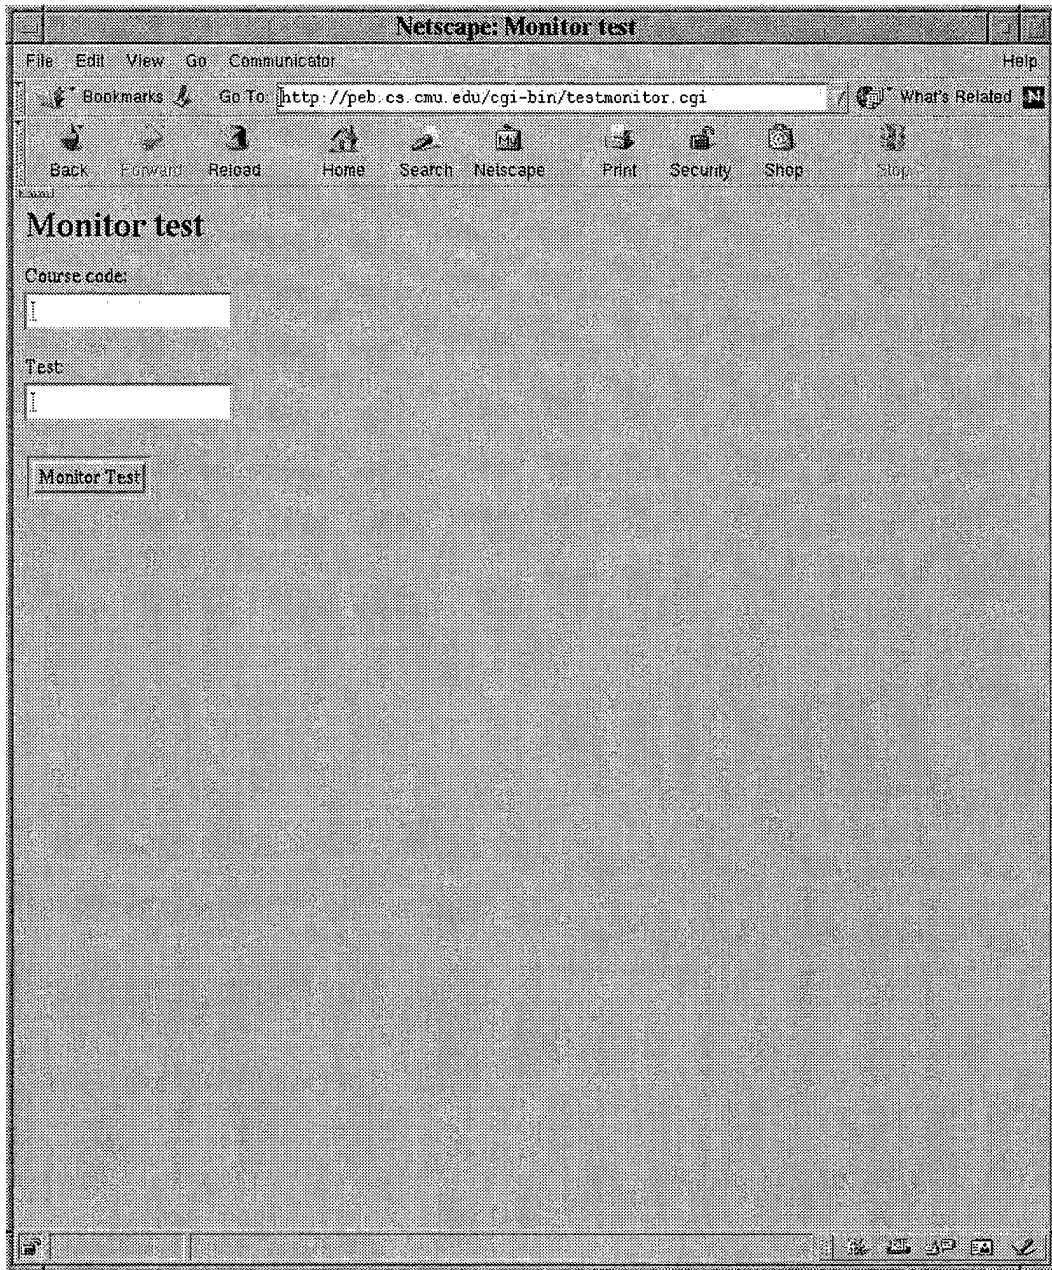 Netscape: Monitor test
File Edit View Go Communicator Help
Bookmarks Go To: http://peb.cs.cmu.edu/cgi-bin/testmonitor.cgi What's Related N
Back Forward Reload Home Search Netscape Print Security Shop Stop
Monitor test
Course code:
Test:
Monitor Test